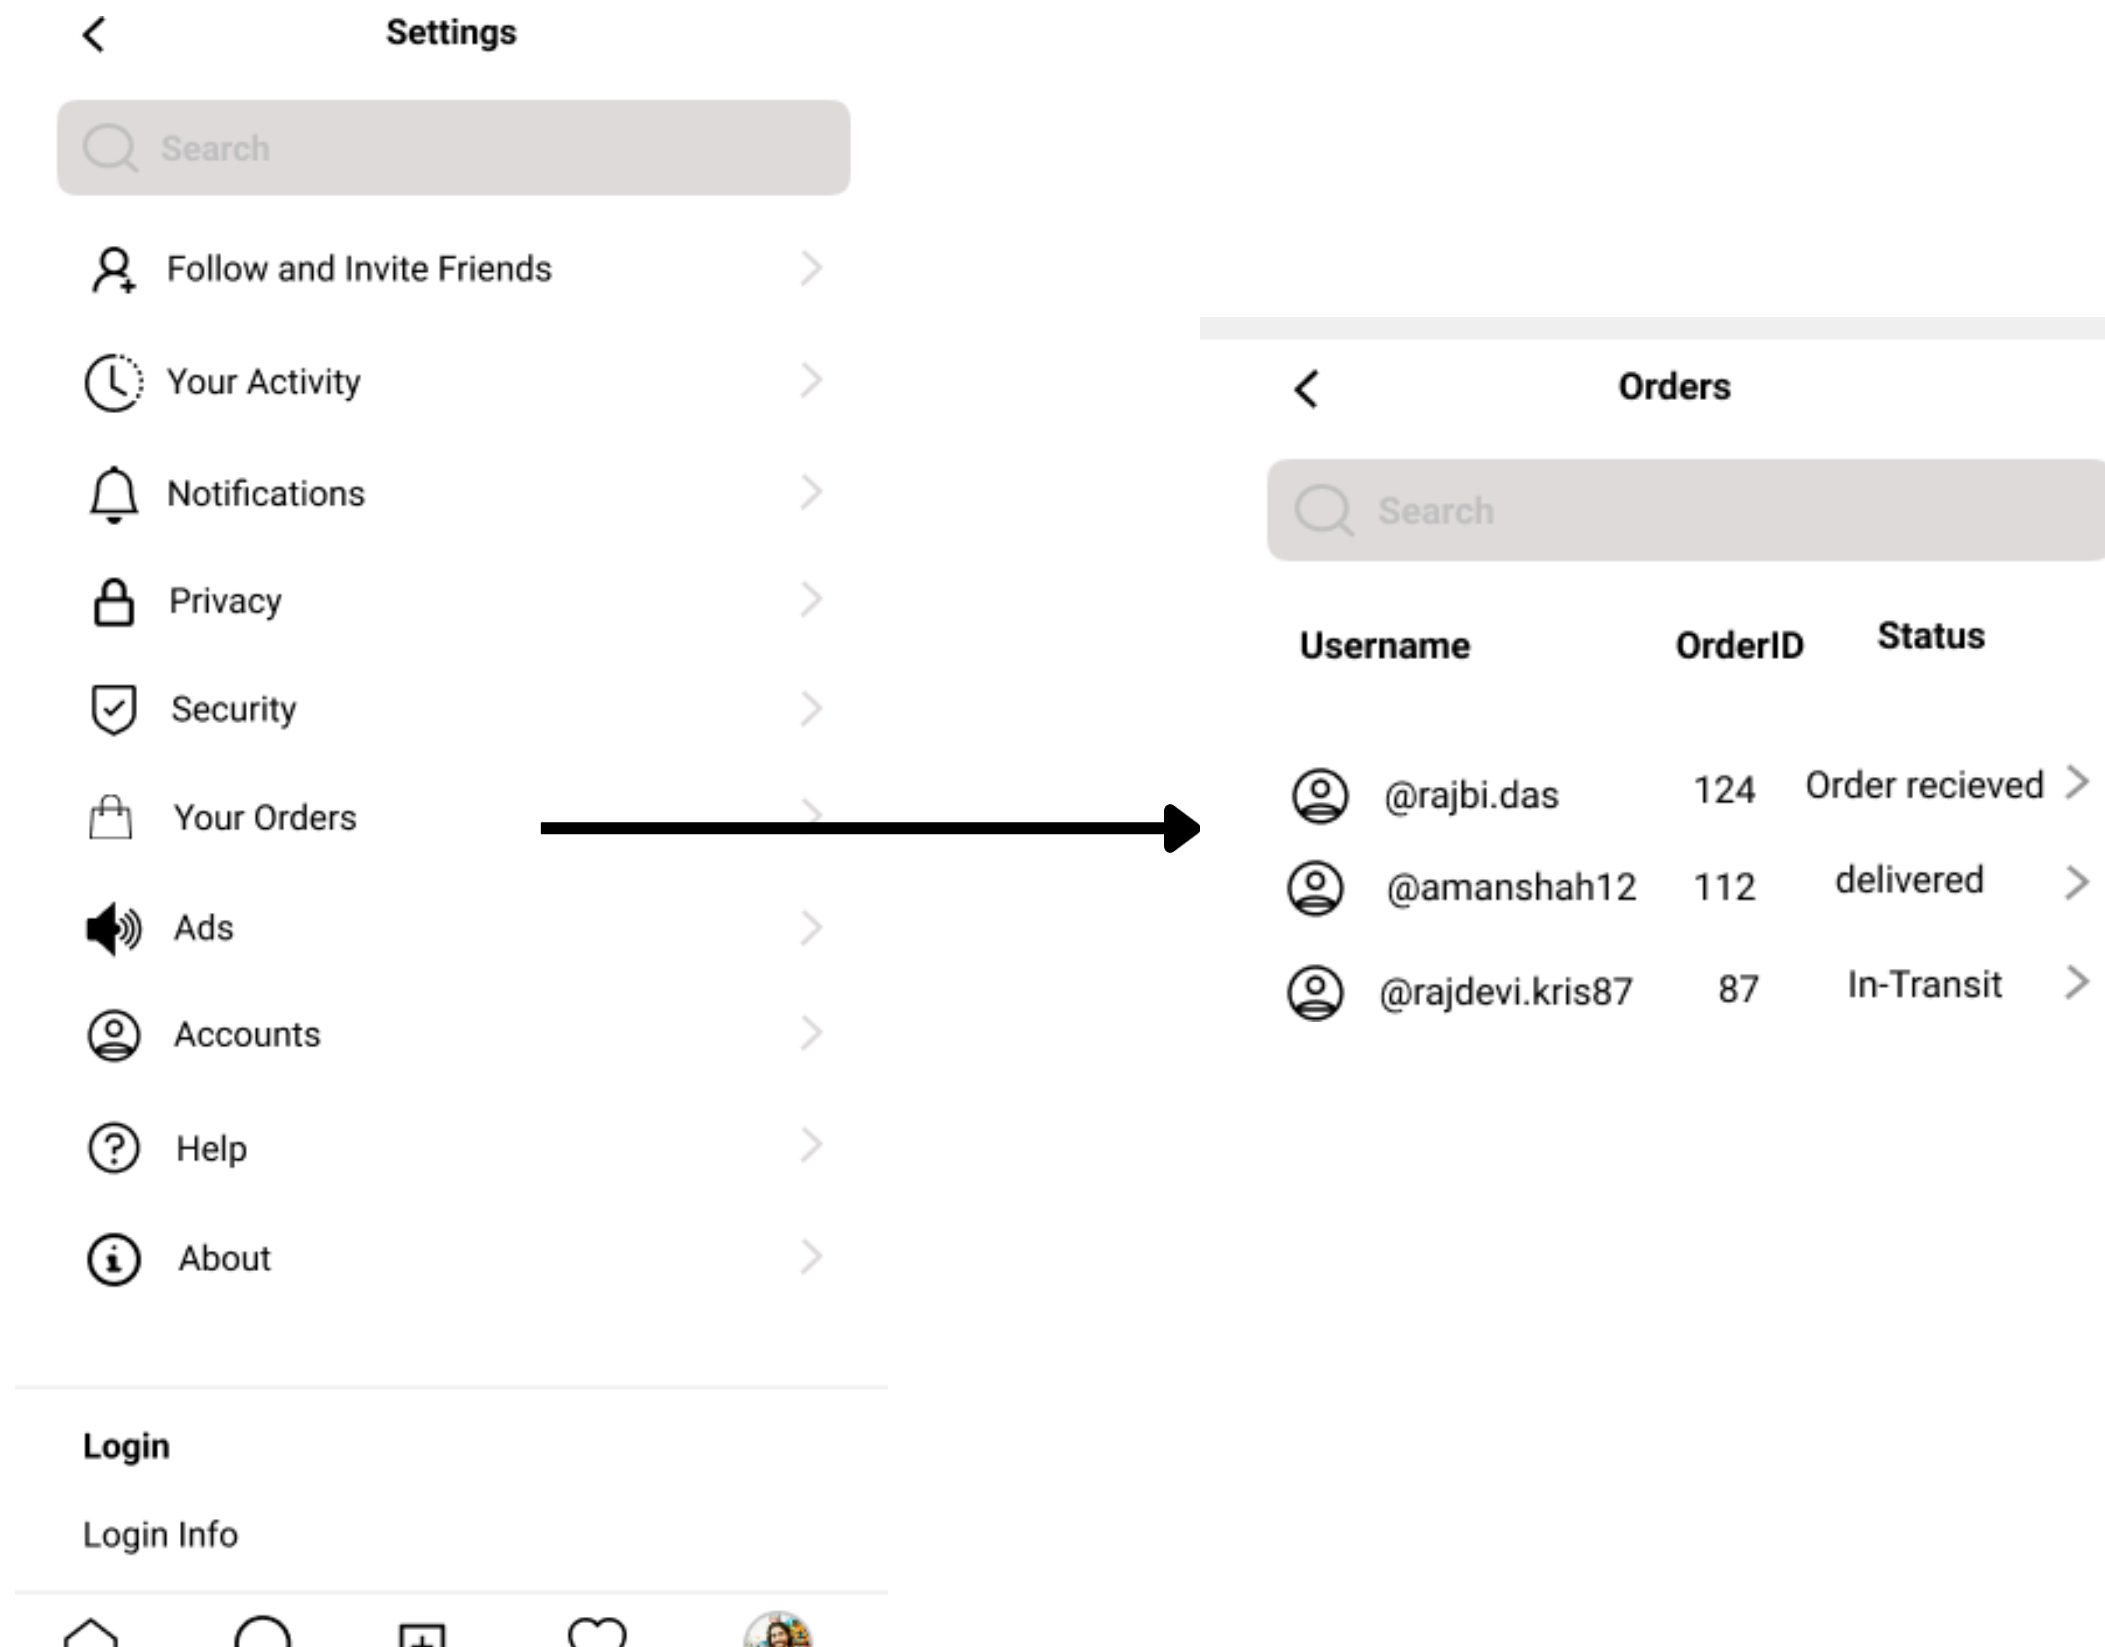 Settings
Search
Follow and Invite Friends
Your Activity
Notifications
Privacy
Security
Your Orders
Ads
Accounts
Help
About
Login
Login Info
Orders
Search
Username OrderID Status
@rajbi.das 124 Order recieved
@amanshah12 112 delivered
@rajdevi.kris87 87 In-Transit